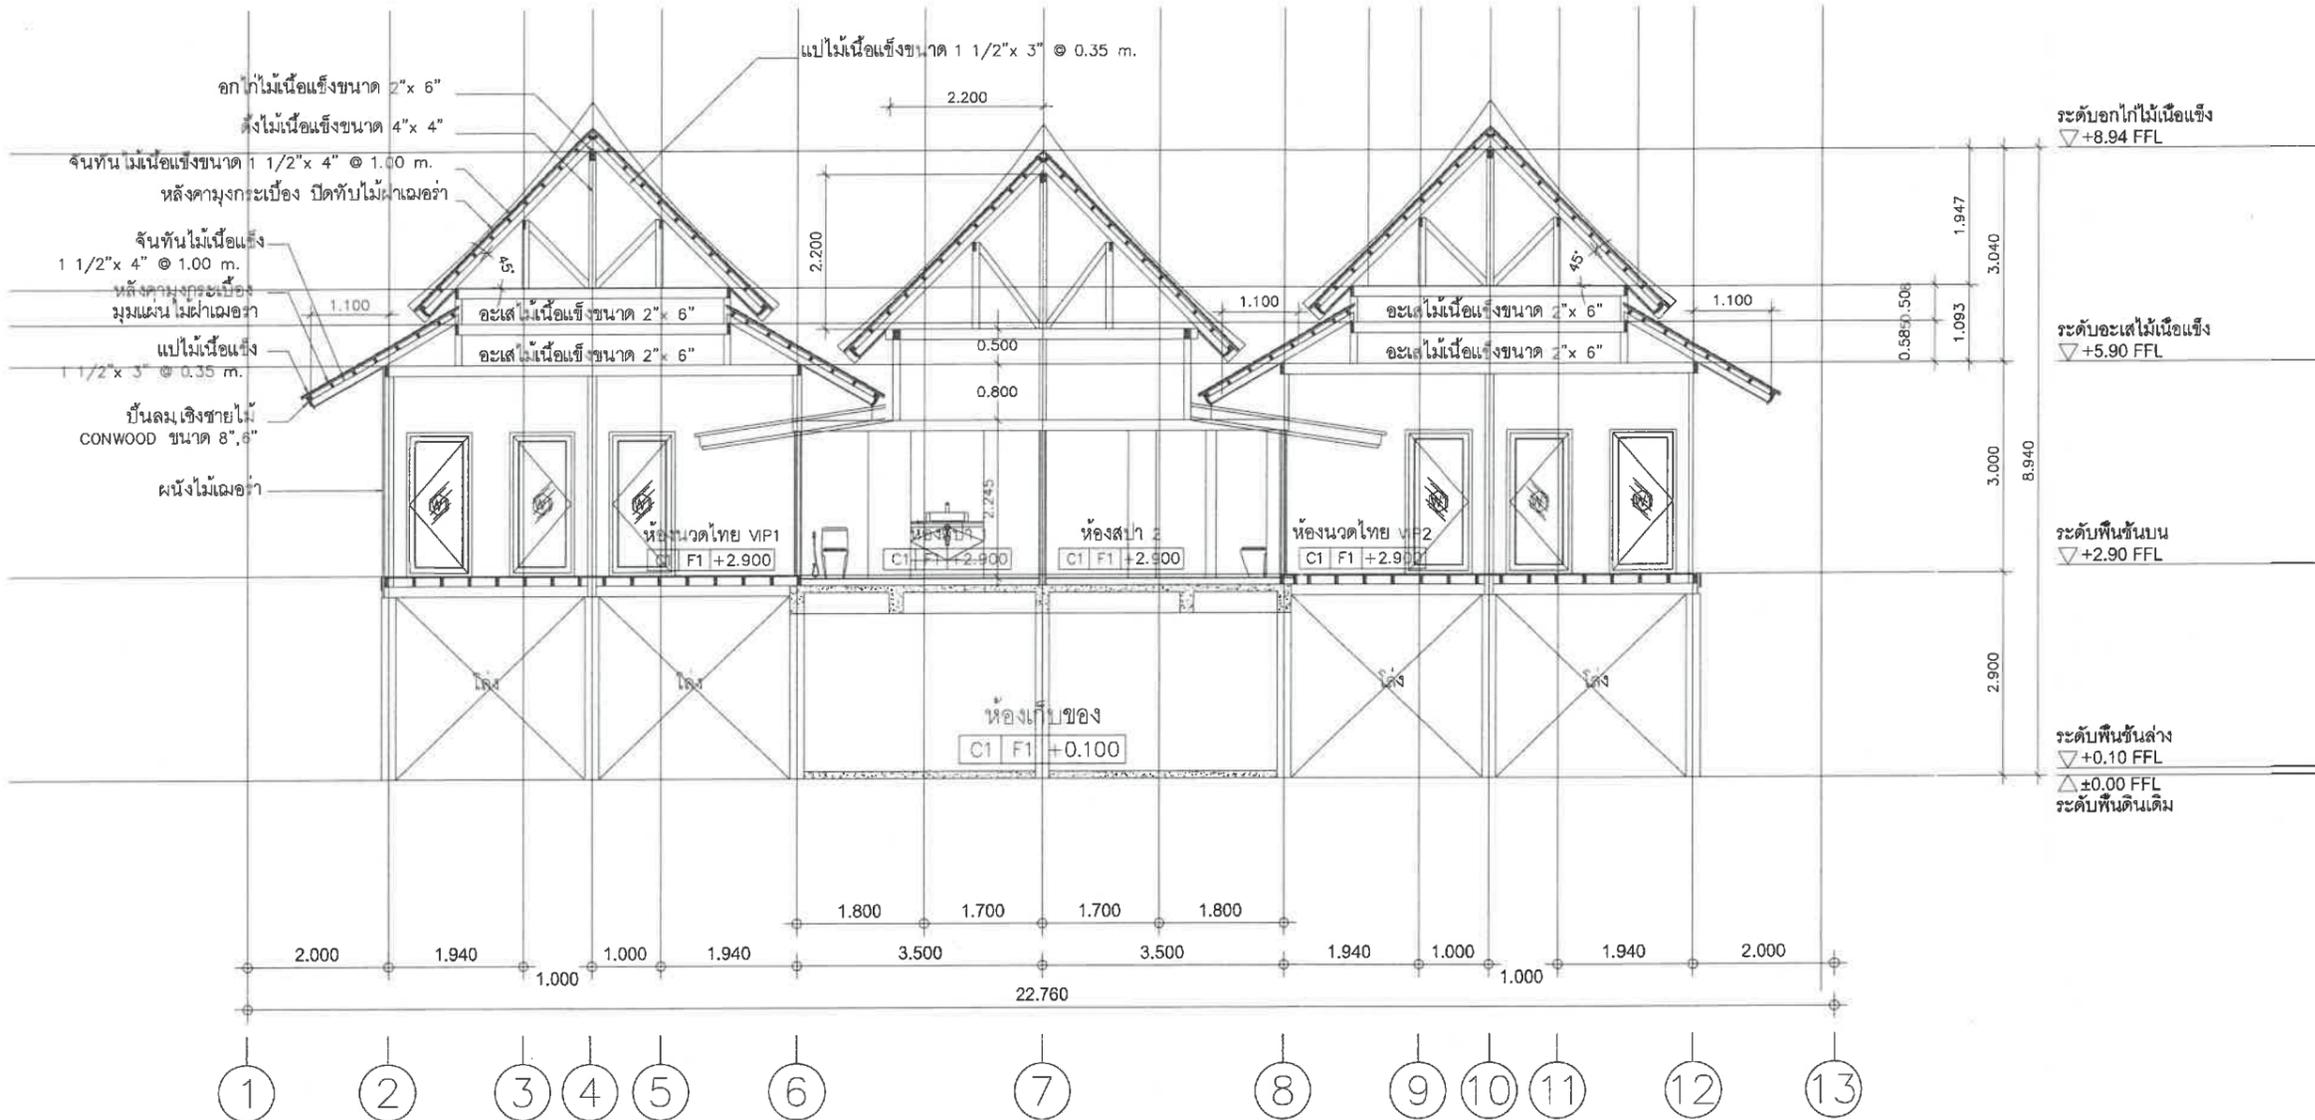 แปไม้เนื้อแข็งขนาด 1 1/2"x 3" @ 0.35 m.
อกไก่ไม้เนื้อแข็งขนาด 2"x 6"
ดั้งไม้เนื้อแข็งขนาด 4"x 4"
จันทันไม้เนื้อแข็งขนาด 1 1/2"x 4" @ 1.00 m.
หลังคามุงกระเบื้อง ปิดทับไม้ฝาเฌอร่า
จันทันไม้เนื้อแข็ง
1 1/2"x 4" @ 1.00 m.
หลังคามุงกระเบื้อง
มุมแผ่นไม้ฝาเฌอร่า
แปไม้เนื้อแข็ง
1 1/2"x 3" @ 0.35 m.
ปั้นลม,เชิงชายไม้
CONWOOD ขนาด 8",6"
ผนังไม้เฌอร่า
2.200
2.200
45°
45°
1.100
1.100
1.100
อะเสไม้เนื้อแข็งขนาด 2"x 6"
อะเสไม้เนื้อแข็งขนาด 2"x 6"
อะเสไม้เนื้อแข็งขนาด 2"x 6"
อะเสไม้เนื้อแข็งขนาด 2"x 6"
0.500
0.800
2.245
ห้องนวดไทย VIP1
C1 F1 +2.900
ห้องสปา
C1 F1 +2.900
ห้องสปา 2
C1 F1 +2.900
ห้องนวดไทย VIP2
C1 F1 +2.900
โล่ง
โล่ง
โล่ง
โล่ง
ห้องเก็บของ
C1 F1 +0.100
1.947
3.040
0.508
0.585
1.093
3.000
8.940
2.900
ระดับอกไก่ไม้เนื้อแข็ง
+8.94 FFL
ระดับอะเสไม้เนื้อแข็ง
+5.90 FFL
ระดับพื้นชั้นบน
+2.90 FFL
ระดับพื้นชั้นล่าง
+0.10 FFL
±0.00 FFL
ระดับพื้นดินเดิม
1.800 1.700 1.700 1.800
2.000 1.940 1.000 1.000 1.940 3.500 3.500 1.940 1.000 1.000 1.940 2.000
22.760
1 2 3 4 5 6 7 8 9 10 11 12 13